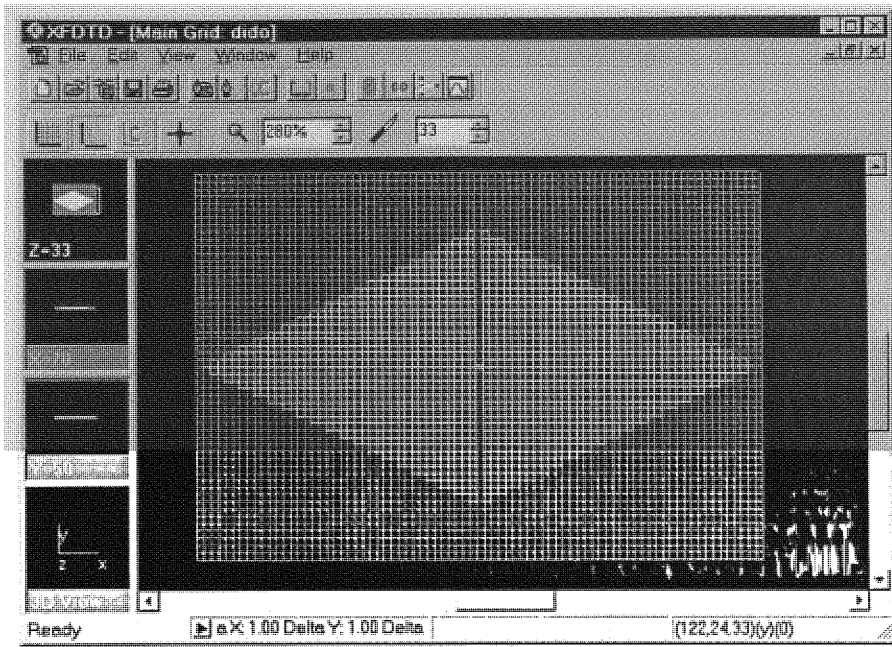 XFDTD - [Main Grid dido]
File Edit View Window Help
280% 33
Z=33
y
z x
Ready X: 1.00 Delta Y: 1.00 Delta (122,24,33)(y)(0)